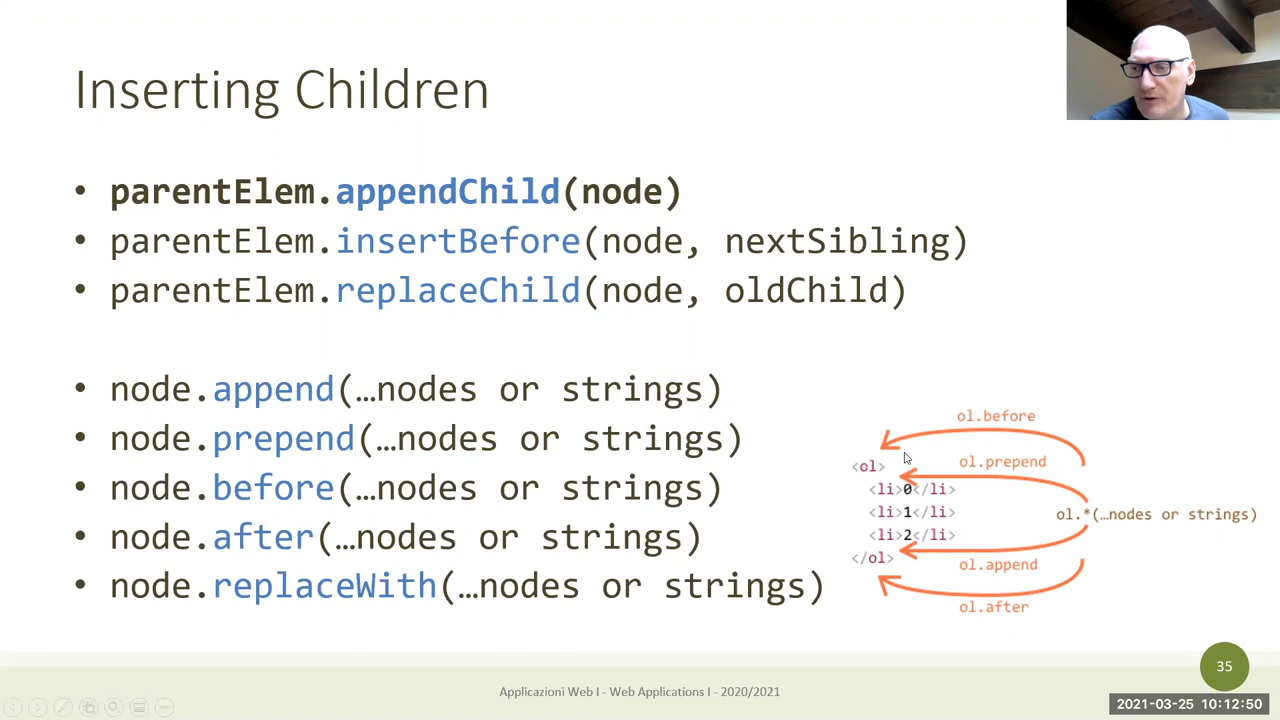 Inserting Children
• parentElem.appendChild(node)
• parentElem.insertBefore(node, nextSibling)
• parentElem.replaceChild(node, oldChild)
• node.append(…nodes or strings)
• node.prepend(…nodes or strings)
• node.before(…nodes or strings)
• node.after(…nodes or strings)
• node.replaceWith(…nodes or strings)
ol.before
<ol>
ol.prepend
<li>0</li>
<li>1</li>
ol.*(…nodes or strings)
<li>2</li>
</ol>
ol.append
ol.after
35
Applicazioni Web I - Web Applications I - 2020/2021
2021-03-25 10:12:50